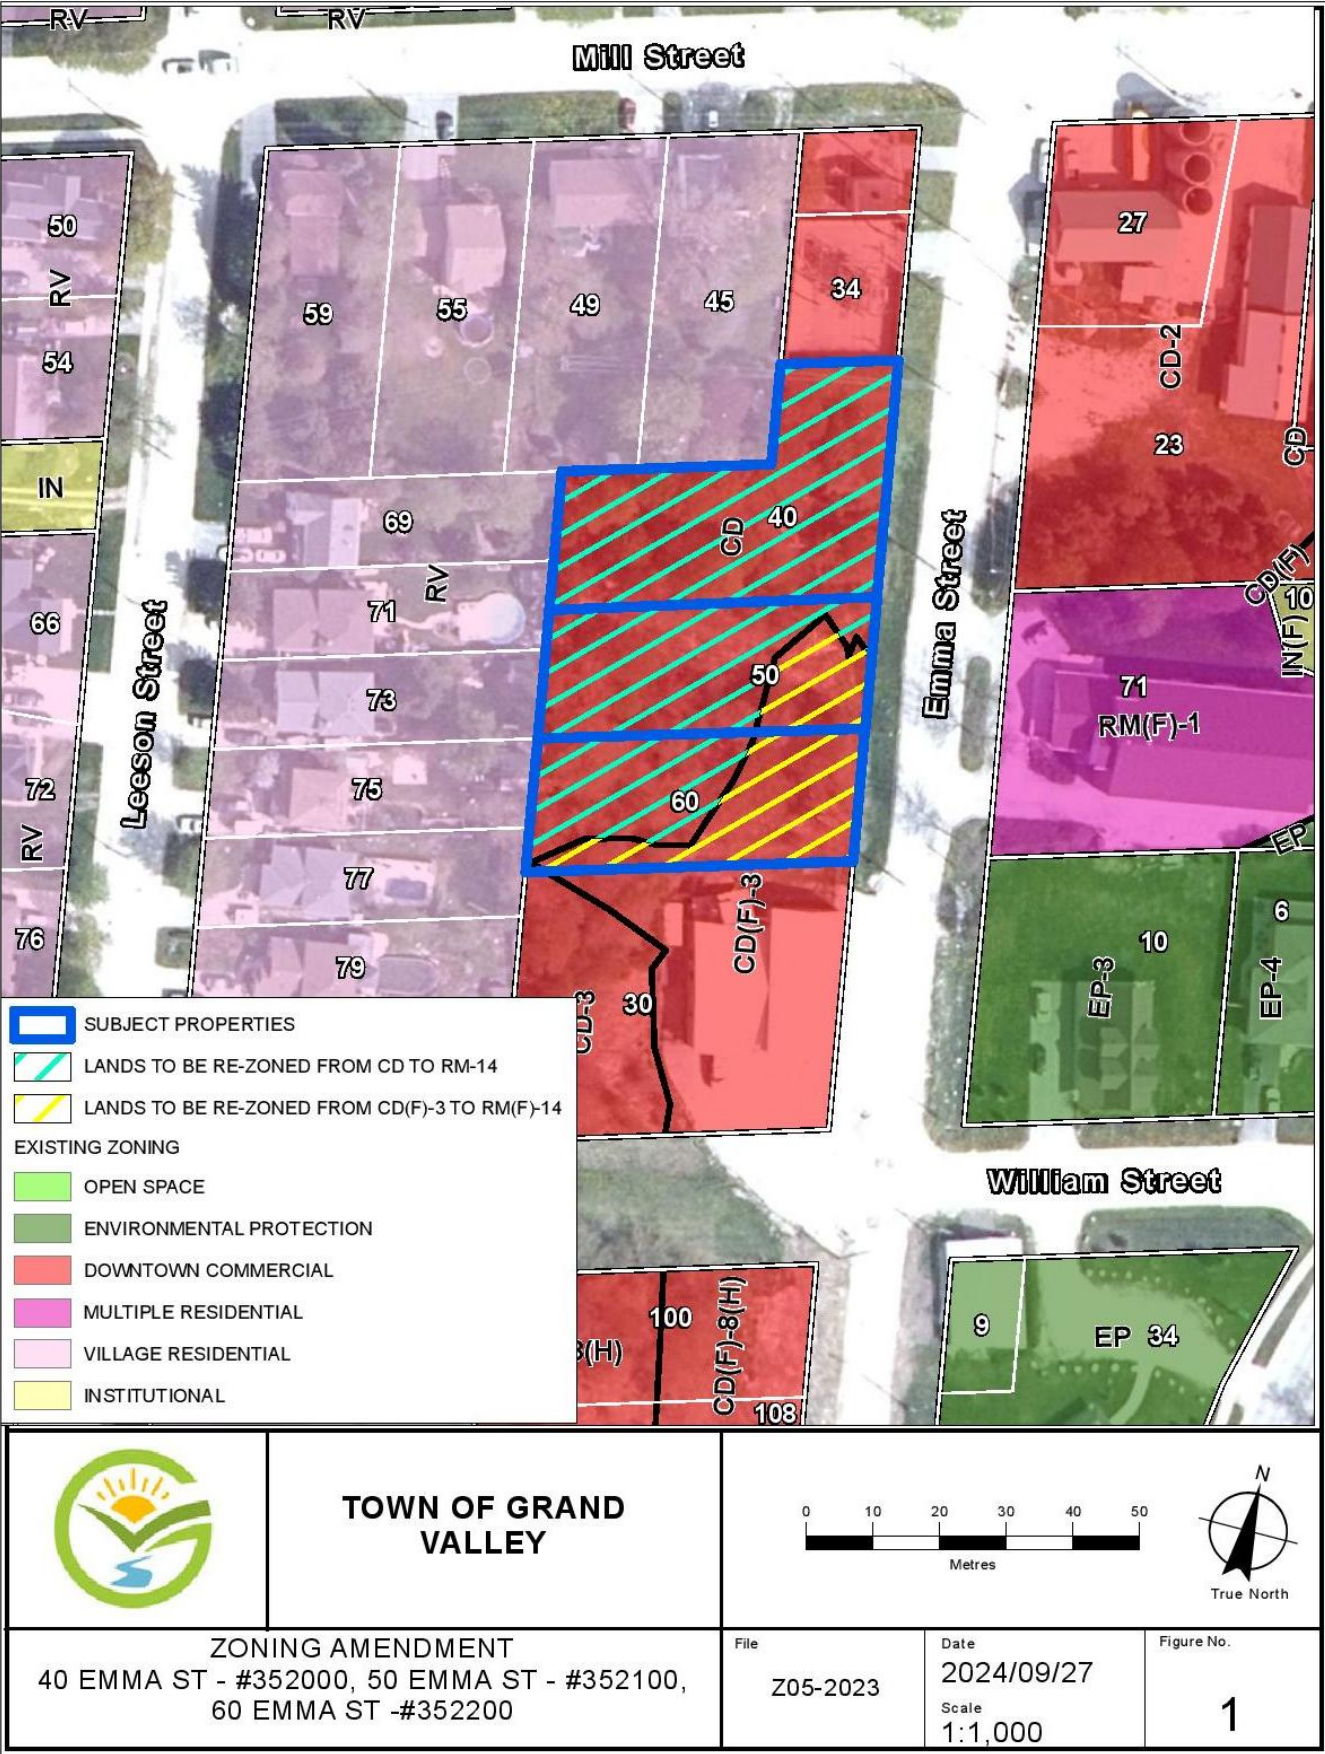 RV
RV
Mill Street
50
RV
54
IN
66
72
RV
76
Leeson Street
59
55
49
45
34
27
CD-2
23
CD
CD(F)
10
IN(F)
69
71
RV
73
75
77
79
CD
40
50
60
Emma Street
71
RM(F)-1
EP
10
EP-3
6
EP-4
CD(F)-3
30
CD-3
William Street
100
CD(F)-8(H)
3(H)
108
9
EP 34
SUBJECT PROPERTIES
LANDS TO BE RE-ZONED FROM CD TO RM-14
LANDS TO BE RE-ZONED FROM CD(F)-3 TO RM(F)-14
EXISTING ZONING
OPEN SPACE
ENVIRONMENTAL PROTECTION
DOWNTOWN COMMERCIAL
MULTIPLE RESIDENTIAL
VILLAGE RESIDENTIAL
INSTITUTIONAL
TOWN OF GRAND
VALLEY
0 10 20 30 40 50
Metres
N
True North
ZONING AMENDMENT
40 EMMA ST - #352000, 50 EMMA ST - #352100,
60 EMMA ST -#352200
File
Z05-2023
Date
2024/09/27
Scale
1:1,000
Figure No.
1